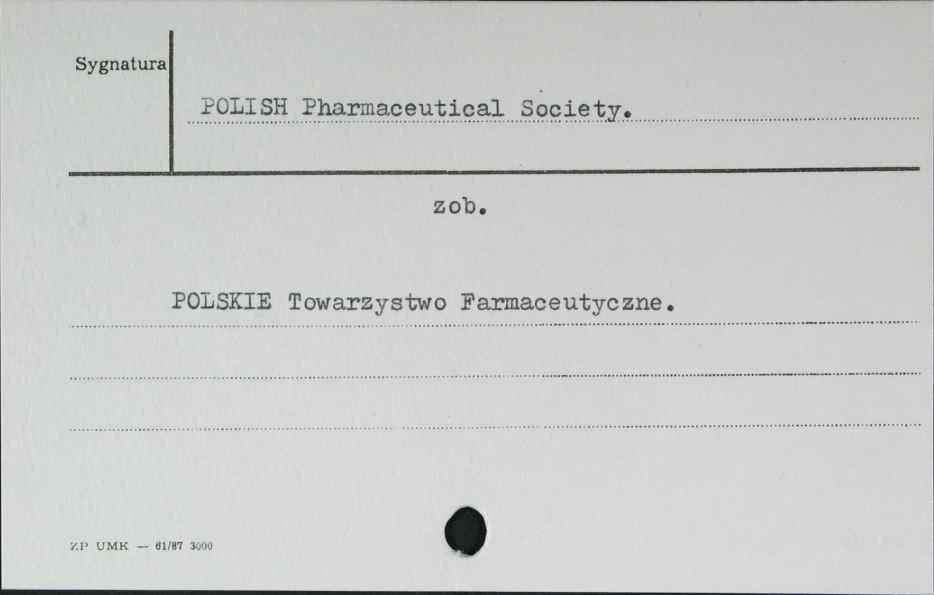 Sygnatura
POLISH Pharmaceutical Society.
zob.
POLSKIE Towarzystwo Farmaceutyczne.
ZP UMK — 61/87 3000